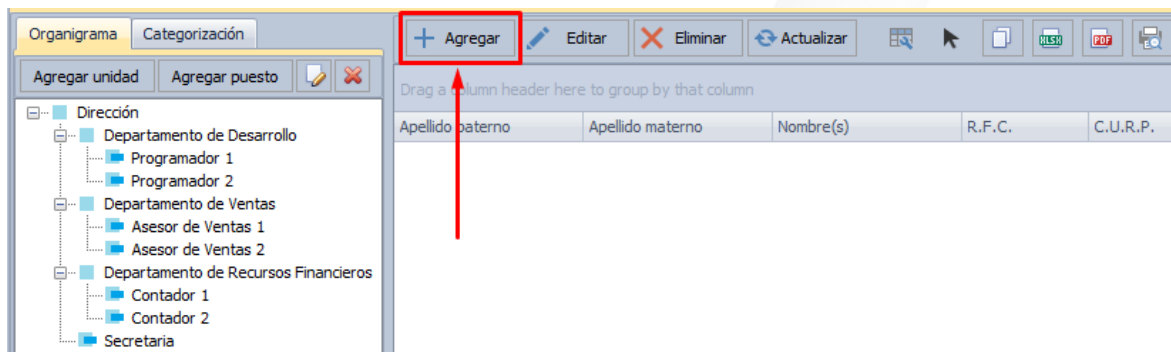 Organigrama Categorización
Agregar unidad Agregar puesto
Dirección
Departamento de Desarrollo
Programador 1
Programador 2
Departamento de Ventas
Asesor de Ventas 1
Asesor de Ventas 2
Departamento de Recursos Financieros
Contador 1
Contador 2
Secretaria
Agregar Editar Eliminar Actualizar XLSX PDF
Drag a column header here to group by that column
Apellido paterno Apellido materno Nombre(s) R.F.C. C.U.R.P.